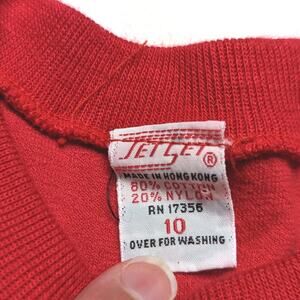 JETSET ®
MADE IN HONG KONG
80% COTTON
20% NYLON
RN 17356
10
OVER FOR WASHING